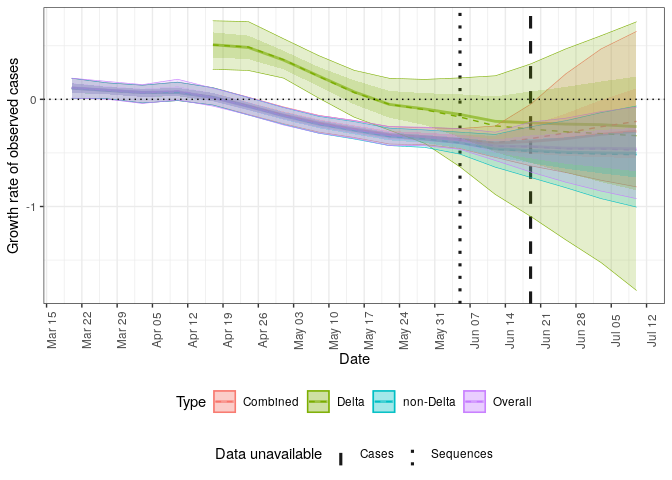 Growth rate of observed cases
0
-1
Mar 15
Mar 22
Mar 29
Apr 05
Apr 12
Apr 19
Apr 26
May 03
May 10
May 17
May 24
May 31
Jun 07
Jun 14
Jun 21
Jun 28
Jul 05
Jul 12
Date
Type Combined Delta non-Delta Overall
Data unavailable Cases Sequences